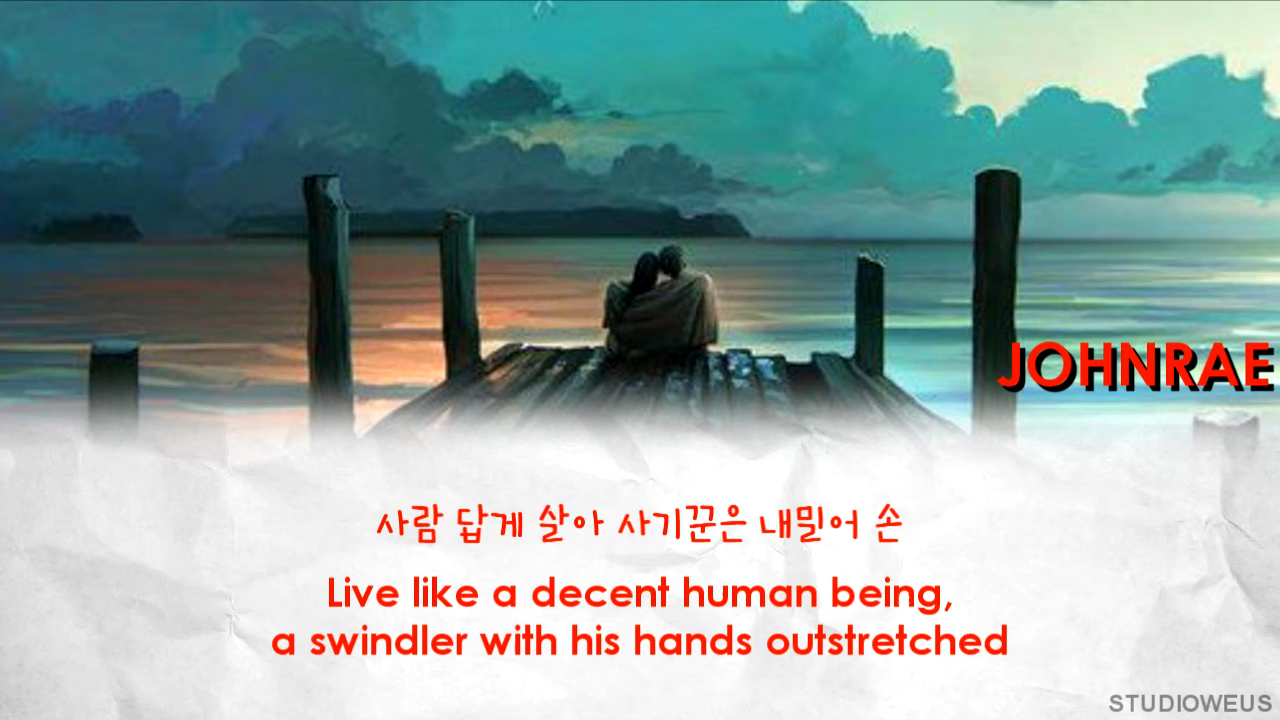 JOHNRAE
사람 답게 살아 사기꾼은 내밀어 손
Live like a decent human being,
a swindler with his hands outstretched
STUDIOWEUS